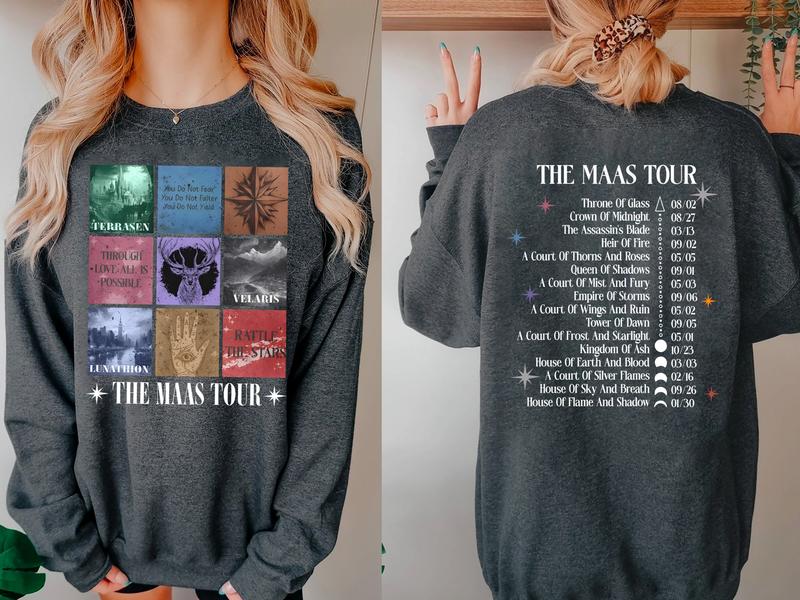 TERRASEN
You Do Not Fear
You Do Not Falter
You Do Not Yield
THROUGH
LOVE ALL IS
POSSIBLE
VELARIS
LUNATHION
RATTLE
THE STARS
THE MAAS TOUR
THE MAAS TOUR
Throne Of Glass 08/02
Crown Of Midnight 08/27
The Assassin's Blade 03/13
Heir Of Fire 09/02
A Court Of Thorns And Roses 05/05
Queen Of Shadows 09/01
A Court Of Mist And Fury 05/03
Empire Of Storms 09/06
A Court Of Wings And Ruin 05/02
Tower Of Dawn 09/05
A Court Of Frost And Starlight 05/01
Kingdom Of Ash 10/23
House Of Earth And Blood 03/03
A Court Of Silver Flames 02/16
House Of Sky And Breath 09/26
House Of Flame And Shadow 01/30